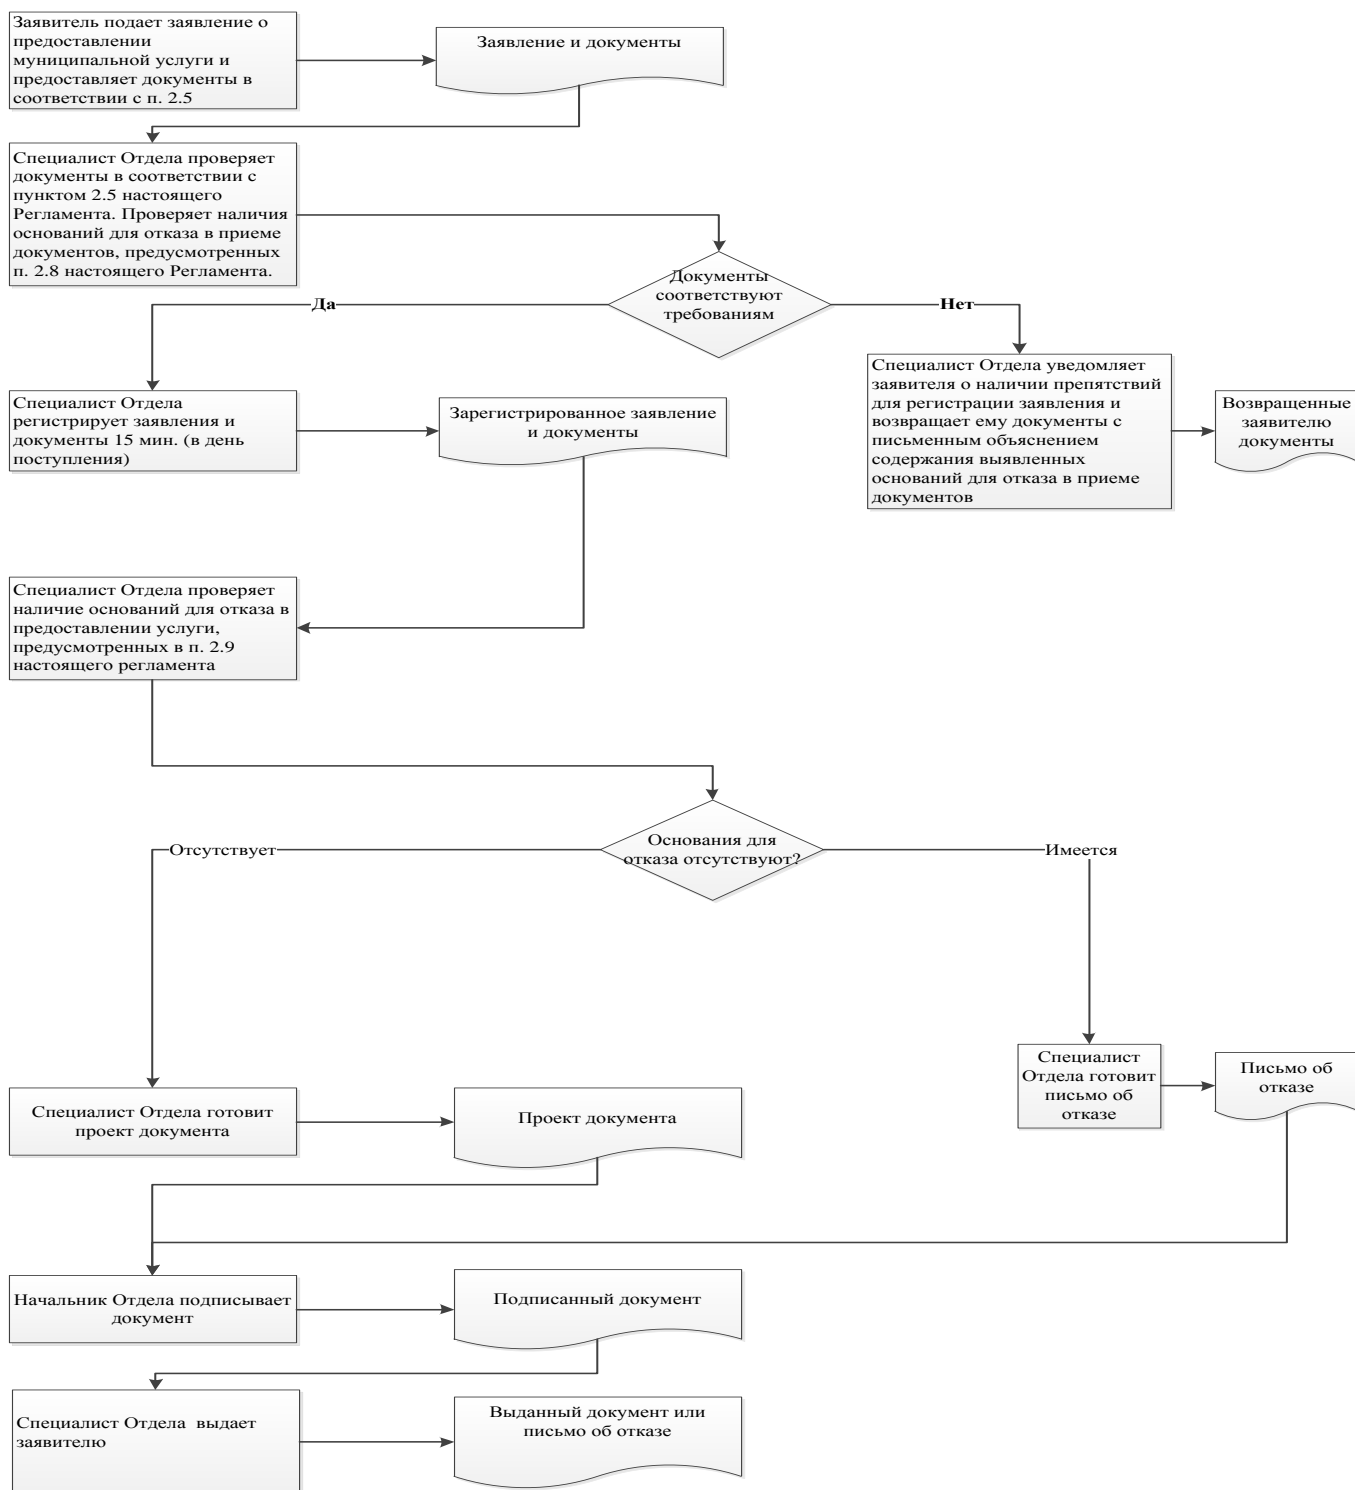 Заявитель подает заявление о
предоставлении
муниципальной услуги и
предоставляет документы в
соответствии с п. 2.5
Заявление и документы
Специалист Отдела проверяет
документы в соответствии с
пунктом 2.5 настоящего
Регламента. Проверяет наличия
оснований для отказа в приеме
документов, предусмотренных
п. 2.8 настоящего Регламента.
Документы
соответствуют
требованиям
Да
Нет
Специалист Отдела
регистрирует заявления и
документы 15 мин. (в день
поступления)
Зарегистрированное заявление
и документы
Специалист Отдела уведомляет
заявителя о наличии препятствий
для регистрации заявления и
возвращает ему документы с
письменным объяснением
содержания выявленных
оснований для отказа в приеме
документов
Возвращенные
заявителю
документы
Специалист Отдела проверяет
наличие оснований для отказа в
предоставлении услуги,
предусмотренных в п. 2.9
настоящего регламента
Основания для
отказа отсутствуют?
Отсутствует
Имеется
Специалист
Отдела готовит
письмо об
отказе
Письмо об
отказе
Специалист Отдела готовит
проект документа
Проект документа
Начальник Отдела подписывает
документ
Подписанный документ
Специалист Отдела  выдает
заявителю
Выданный документ или
письмо об отказе